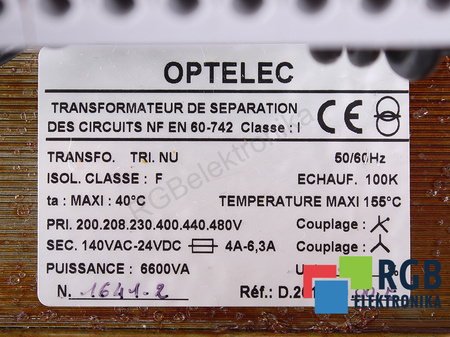 OPTELEC
TRANSFORMATEUR DE SEPARATION
DES CIRCUITS NF EN 60-742 Classe : I
CE
TRANSFO. TRI. NU 50/60Hz
ISOL. CLASSE : F ECHAUF. 100K
ta : MAXI : 40°C TEMPERATURE MAXI 155°C
PRI. 200.208.230.400.440.480V Couplage :
SEC. 140VAC-24VDC 4A-6,3A Couplage :
PUISSANCE : 6600VA
N. 1641-2 Réf.: D.201
RGBelektronika
RGB
ELEKTRONIKA